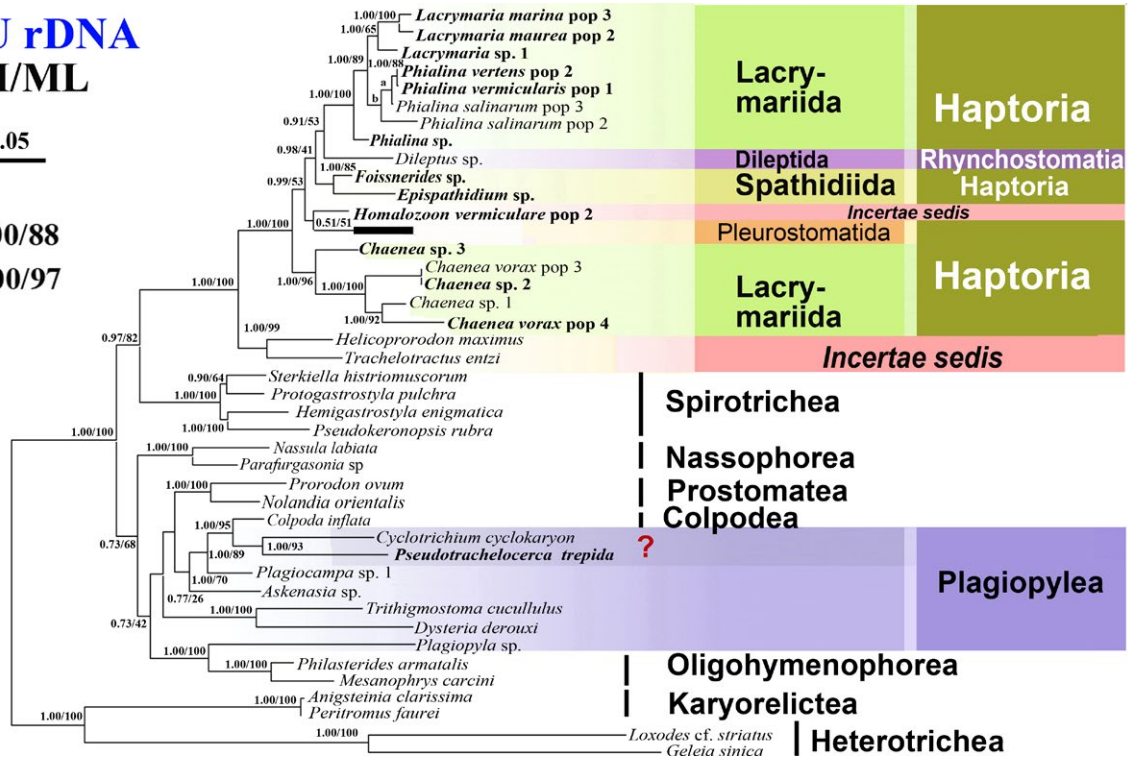 U rDNA
I/ML
.05
00/88
00/97
1.00/100
Lacrymaria marina pop 3
1.00/65
Lacrymaria maurea pop 2
1.00/89
Lacrymaria sp. 1
1.00/88
Phialina vertens pop 2
a
Phialina vermicularis pop 1
1.00/100
b
Phialina salinarum pop 3
Phialina salinarum pop 2
0.91/53
Phialina sp.
0.98/41
Dileptus sp.
1.00/85
Foissnerides sp.
0.99/53
Epispathidium sp.
Homalozoon vermiculare pop 2
1.00/100
0.51/51
Chaenea sp. 3
Chaenea vorax pop 3
1.00/96
1.00/100
Chaenea sp. 2
1.00/100
Chaenea sp. 1
1.00/92
Chaenea vorax pop 4
1.00/99
Helicoprorodon maximus
0.97/82
Trachelotractus entzi
0.90/64
Sterkiella histriomuscorum
1.00/100
Protogastrostyla pulchra
Hemigastrostyla enigmatica
1.00/100
Pseudokeronopsis rubra
1.00/100
1.00/100
Nassula labiata
Parafurgasonia sp
1.00/100
Prorodon ovum
Nolandia orientalis
1.00/95
Colpoda inflata
0.73/68
Cyclotrichium cyclokaryon
1.00/89
1.00/93
Pseudotrachelocerca trepida
?
1.00/70
Plagiocampa sp. 1
0.77/26
Askenasia sp.
1.00/100
Trithigmostoma cucullulus
0.73/42
Dysteria derouxi
1.00/100
Plagiopyla sp.
1.00/100
Philasterides armatalis
Mesanophrys carcini
1.00/100
Anigsteinia clarissima
1.00/100
Peritromus faurei
1.00/100
Loxodes cf. striatus
Geleia sinica
Lacry-
mariida
Haptoria
Dileptida
Rhynchostomatia
Spathidiida
Haptoria
Incertae sedis
Pleurostomatida
Lacry-
mariida
Haptoria
Incertae sedis
Spirotrichea
Nassophorea
Prostomatea
Colpodea
Plagiopylea
Oligohymenophorea
Karyorelictea
Heterotrichea